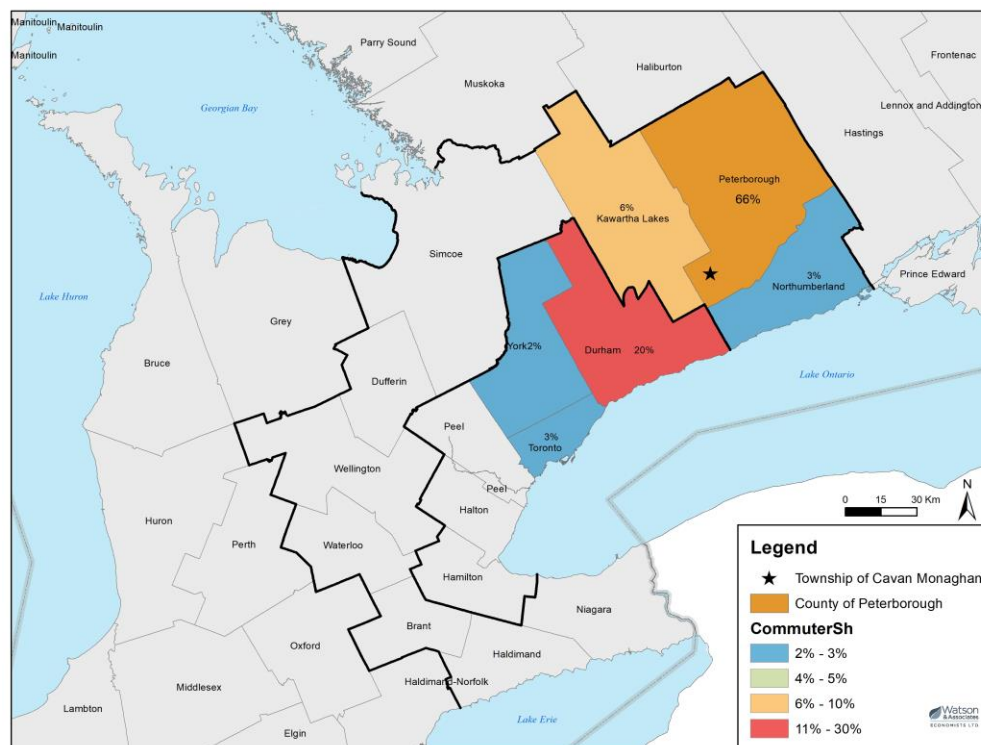 Manitoulin
Manitoulin
Manitoulin
Parry Sound
Muskoka
Haliburton
Frontenac
Lennox and Addington
Hastings
Georgian Bay
Peterborough
66%
6%
Kawartha Lakes
Simcoe
3%
Northumberland
Prince Edward
Lake Huron
Grey
Bruce
York2%
Durham 20%
Lake Ontario
Dufferin
Peel
3%
Toronto
Wellington
Peel
Halton
Huron
Perth
Waterloo
Hamilton
Niagara
Brant
Oxford
Haldimand
Haldimand-Norfolk
Middlesex
Lambton
Elgin
Lake Erie
0 15 30 Km
N
Legend
Township of Cavan Monaghan
County of Peterborough
CommuterSh
2% - 3%
4% - 5%
6% - 10%
11% - 30%
Watson
& Associates
ECONOMISTS LTD.